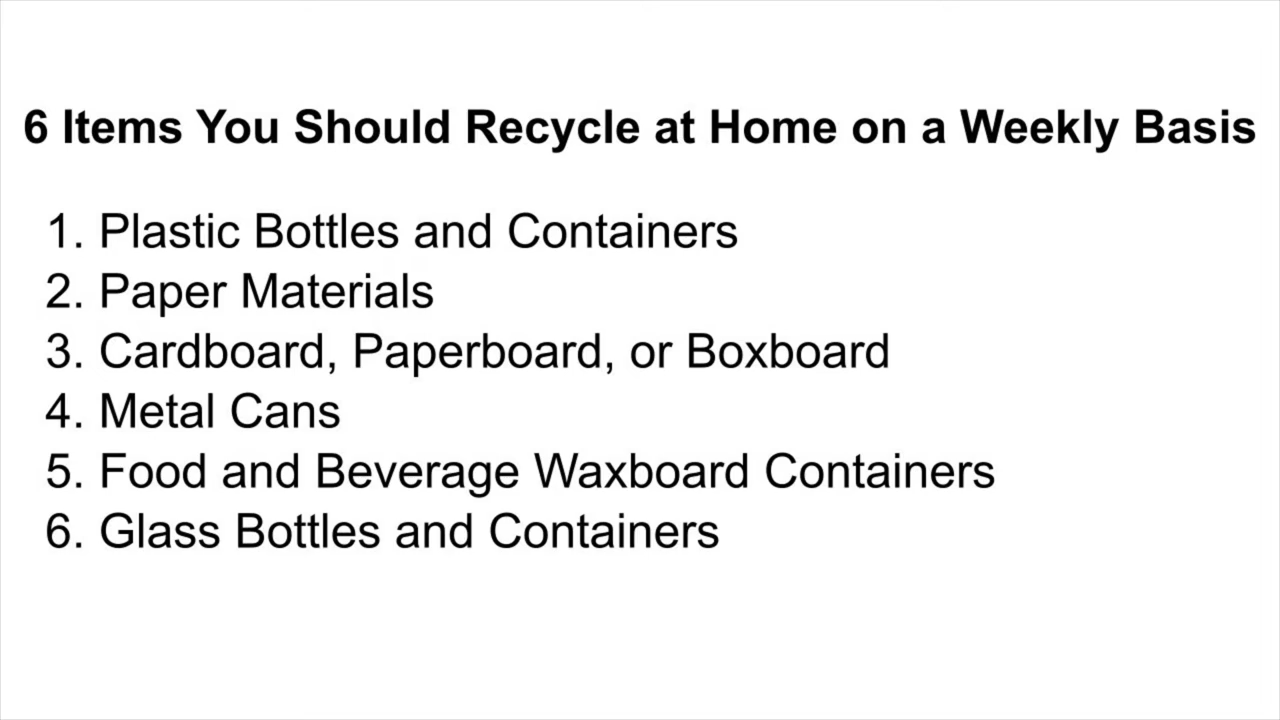 6 Items You Should Recycle at Home on a Weekly Basis
1. Plastic Bottles and Containers
2. Paper Materials
3. Cardboard, Paperboard, or Boxboard
4. Metal Cans
5. Food and Beverage Waxboard Containers
6. Glass Bottles and Containers